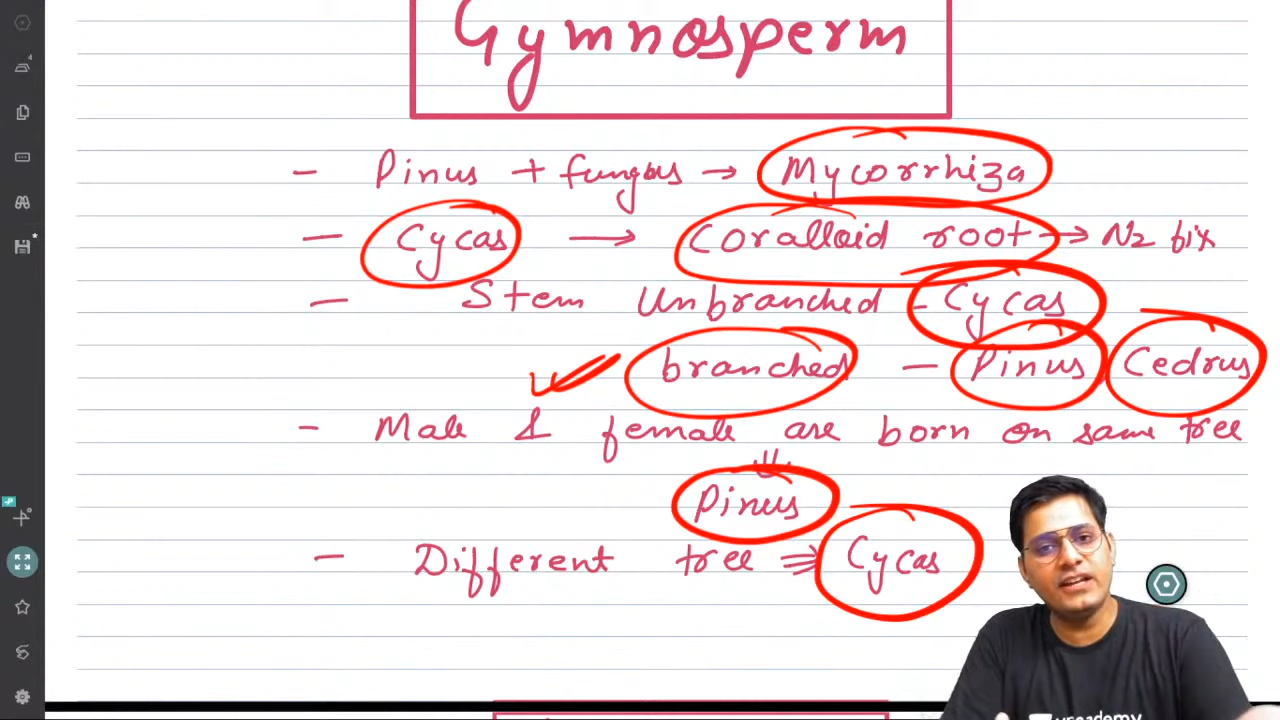 Gymnosperm
- Pinus + fungus → Mycorrhiza
- Cycas → Coralloid root → N2 fix
- Stem Unbranched - Cycas
branched - Pinus Cedrus
- Male & female are born on same tree
Pinus
- Different tree ⇒ Cycas